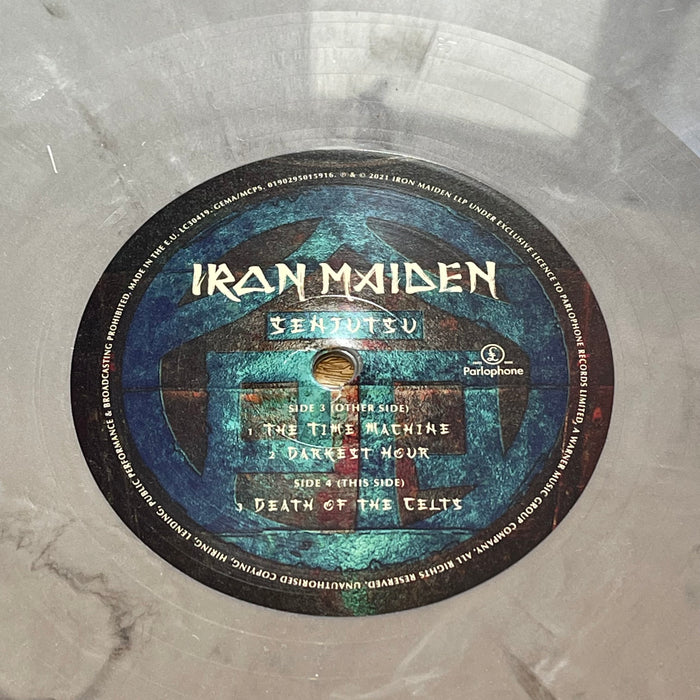 IRON MAIDEN
SENJUTSU
£
Parlophone
SIDE 3 (OTHER SIDE)
1 THE TIME MACHINE
2 DARKEST HOUR
SIDE 4 (THIS SIDE)
3 DEATH OF THE CELTS
UNAUTHORISED COPYING, HIRING, LENDING, PUBLIC PERFORMANCE & BROADCASTING PROHIBITED. MADE IN THE E.U. LC30419. GEMA/MCPS. 0190295015916. ℗ & © 2021 IRON MAIDEN LLP UNDER EXCLUSIVE LICENCE TO PARLOPHONE RECORDS LIMITED, A WARNER MUSIC GROUP COMPANY. ALL RIGHTS RESERVED.